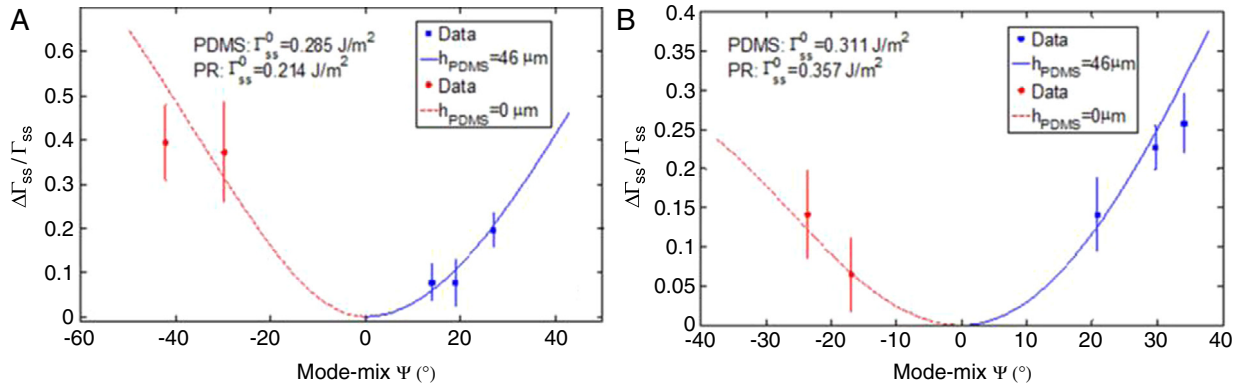 A
PDMS: Γ⁰ss=0.285 J/m²
PR: Γ⁰ss=0.214 J/m²
Data
hPDMS=46 μm
Data
hPDMS=0 μm
ΔΓss / Γss
0.6
0.5
0.4
0.3
0.2
0.1
0
-60
-40
-20
0
20
40
Mode-mix Ψ (°)
B
PDMS: Γ⁰ss=0.311 J/m²
PR: Γ⁰ss=0.357 J/m²
Data
hPDMS=46μm
Data
hPDMS=0μm
ΔΓss / Γss
0.4
0.35
0.3
0.25
0.2
0.15
0.1
0.05
0
-40
-30
-20
-10
0
10
20
30
40
Mode-mix Ψ (°)